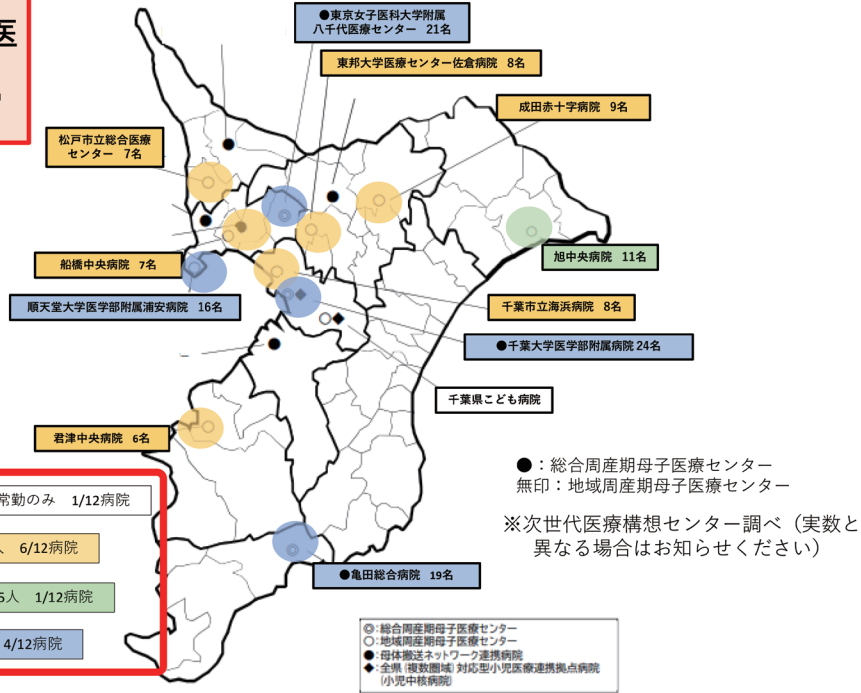 医
●東京女子医科大学附属
八千代医療センター 21名
東邦大学医療センター佐倉病院 8名
成田赤十字病院 9名
松戸市立総合医療
センター 7名
旭中央病院 11名
船橋中央病院 7名
順天堂大学医学部附属浦安病院 16名
千葉市立海浜病院 8名
●千葉大学医学部附属病院 24名
千葉県こども病院
君津中央病院 6名
●：総合周産期母子医療センター
無印：地域周産期母子医療センター
※次世代医療構想センター調べ（実数と
異なる場合はお知らせください）
常勤のみ 1/12病院
人 6/12病院
5人 1/12病院
4/12病院
●亀田総合病院 19名
◎:総合周産期母子医療センター
○:地域周産期母子医療センター
●:母体搬送ネットワーク連携病院
◆:全県(複数圏域)対応型小児医療連携拠点病院
(小児中核病院)